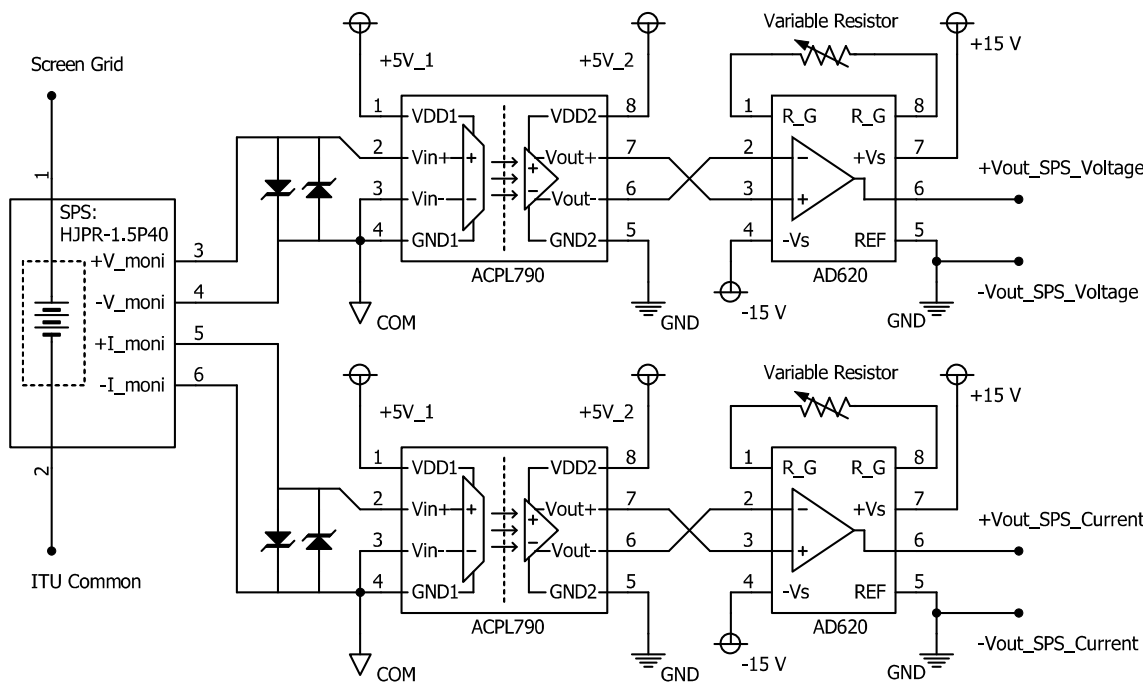 Screen Grid
1
SPS:
HJPR-1.5P40
+V_moni
-V_moni
+I_moni
-I_moni
3
4
5
6
2
ITU Common
+5V_1
+5V_2
1
2
3
4
VDD1
Vin+
Vin-
GND1
+
-
+
-
VDD2
Vout+
Vout-
GND2
8
7
6
5
ACPL790
COM
GND
Variable Resistor
+15 V
1
2
3
4
R_G
R_G
-
+
+Vs
-Vs
REF
8
7
6
5
AD620
-15 V
GND
+Vout_SPS_Voltage
-Vout_SPS_Voltage
+5V_1
+5V_2
1
2
3
4
VDD1
Vin+
Vin-
GND1
+
-
+
-
VDD2
Vout+
Vout-
GND2
8
7
6
5
ACPL790
COM
GND
Variable Resistor
+15 V
1
2
3
4
R_G
R_G
-
+
+Vs
-Vs
REF
8
7
6
5
AD620
-15 V
GND
+Vout_SPS_Current
-Vout_SPS_Current